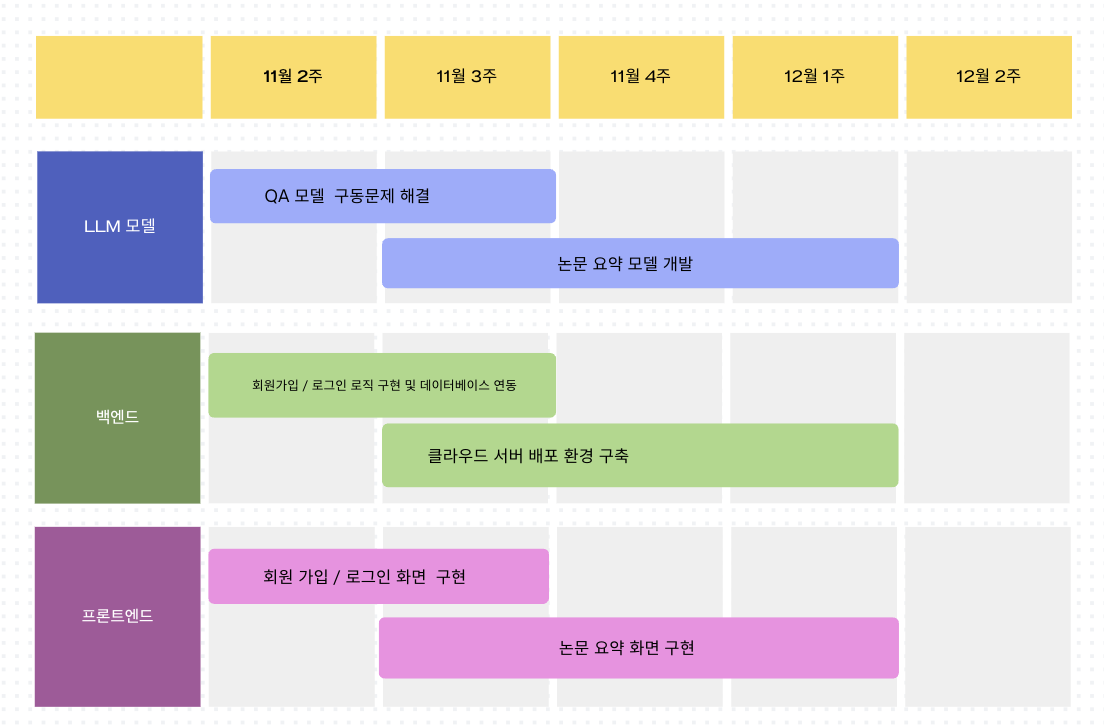 11월 2주
11월 3주
11월 4주
12월 1주
12월 2주
LLM 모델
QA 모델 구동문제 해결
논문 요약 모델 개발
백엔드
회원가입 / 로그인 로직 구현 및 데이터베이스 연동
클라우드 서버 배포 환경 구축
프론트엔드
회원 가입 / 로그인 화면 구현
논문 요약 화면 구현